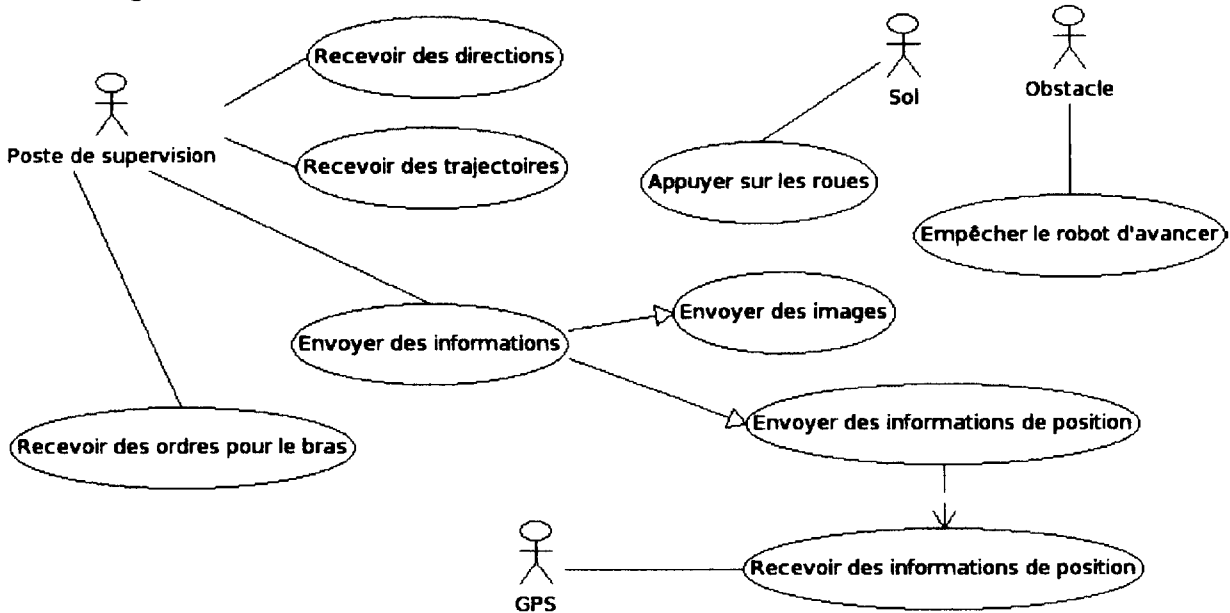 Recevoir des directions
Sol
Obstacle
Poste de supervision
Recevoir des trajectoires
Appuyer sur les roues
Empêcher le robot d'avancer
Envoyer des images
Envoyer des informations
Envoyer des informations de position
Recevoir des ordres pour le bras
Recevoir des informations de position
GPS